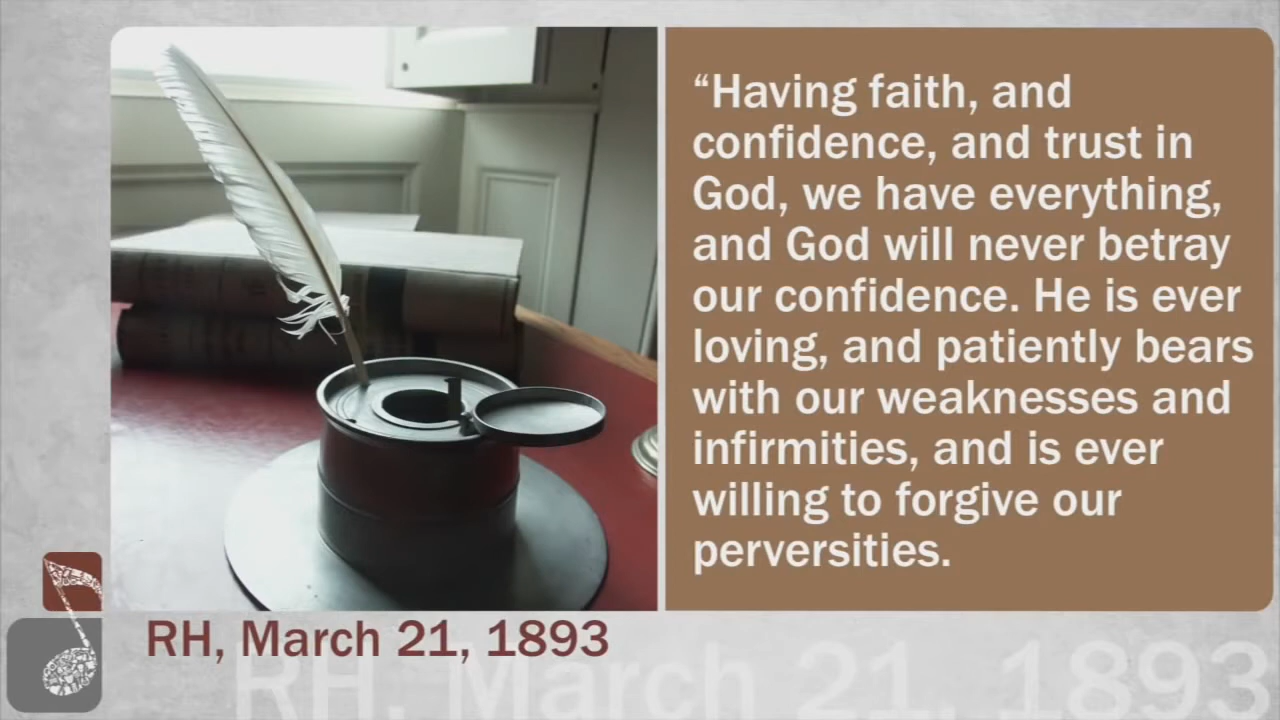 “Having faith, and
confidence, and trust in
God, we have everything,
and God will never betray
our confidence. He is ever
loving, and patiently bears
with our weaknesses and
infirmities, and is ever
willing to forgive our
perversities.
RH, March 21, 1893
RH, March 21, 1893